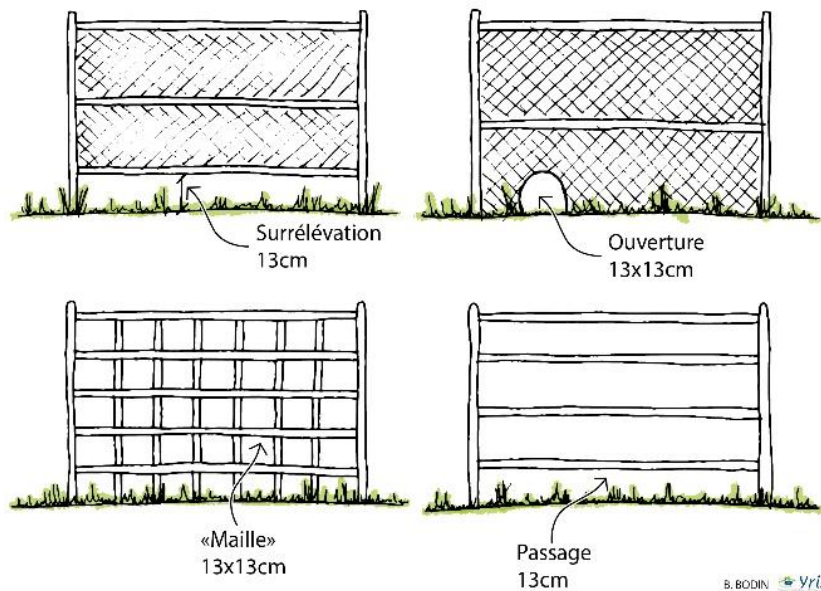 Surrélévation
13cm
Ouverture
13x13cm
«Maille»
13x13cm
Passage
13cm
B. BODIN